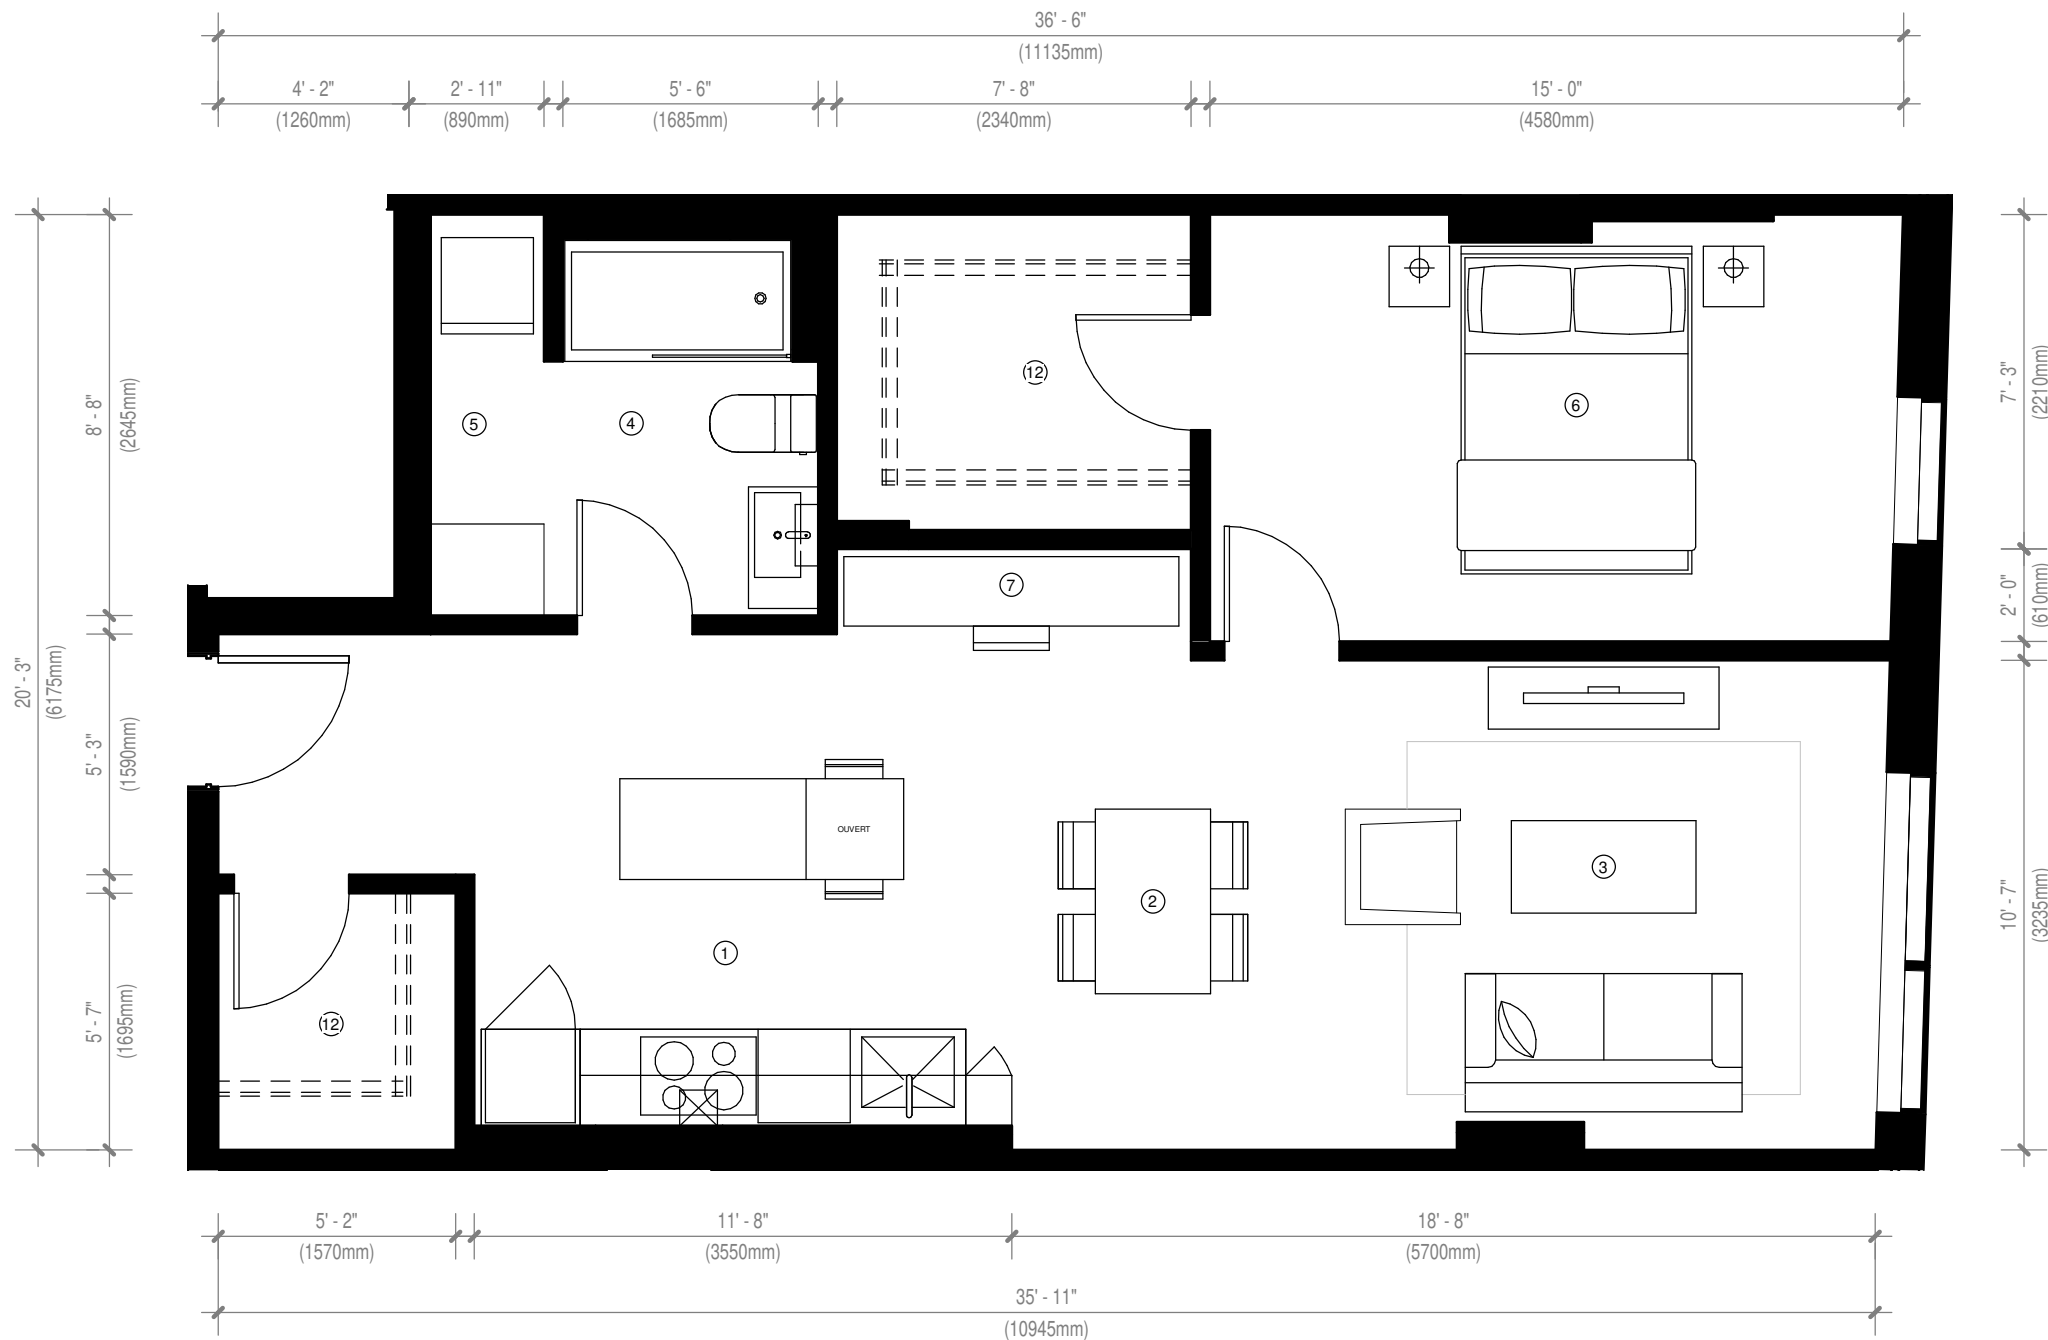 36' - 6"
(11135mm)
4' - 2"
2' - 11"
5' - 6"
7' - 8"
15' - 0"
(1260mm)
(890mm)
(1685mm)
(2340mm)
(4580mm)
20' - 3"
(6175mm)
8' - 8"
(2645mm)
5' - 3"
(1590mm)
5' - 7"
(1695mm)
7' - 3"
(2210mm)
2' - 0"
(610mm)
10' - 7"
(3235mm)
12
6
5
4
7
OUVERT
3
2
1
12
5' - 2"
11' - 8"
18' - 8"
(1570mm)
(3550mm)
(5700mm)
35' - 11"
(10945mm)